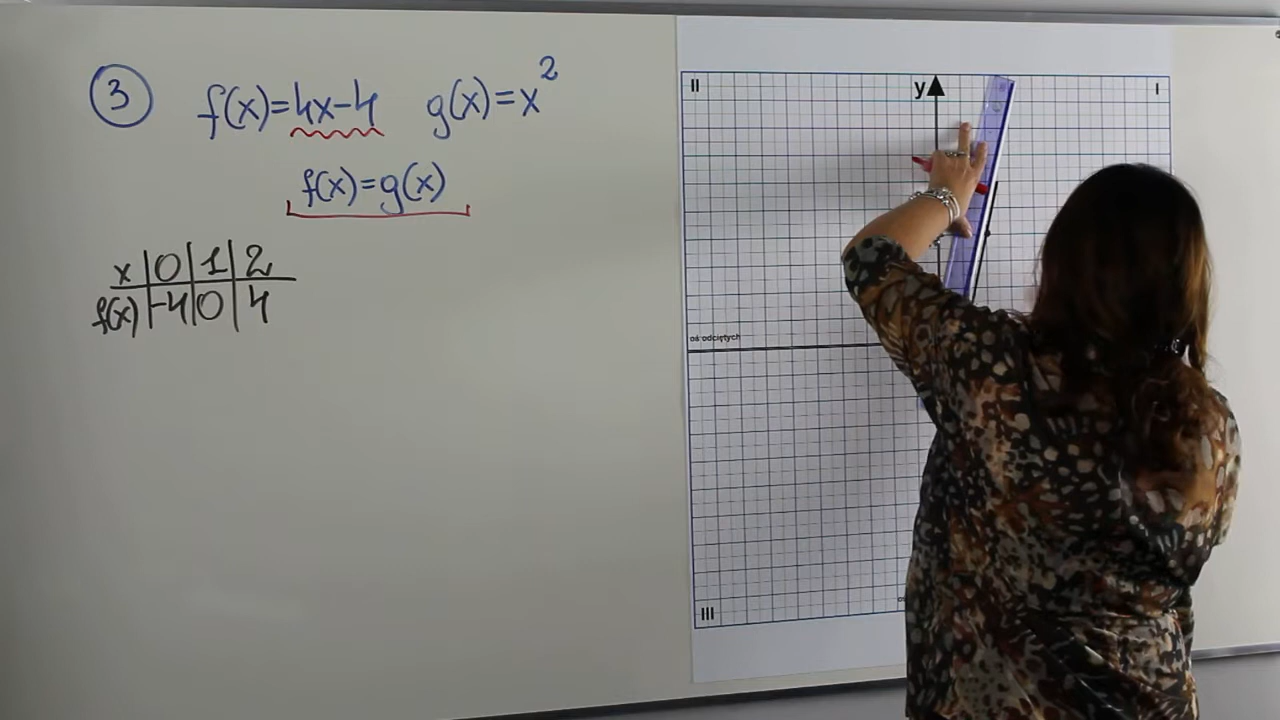 3 f(x)=4x-4 g(x)=x²
f(x)=g(x)
x 0 1 2
f(x) -4 0 4
II y I
oś odciętych
III